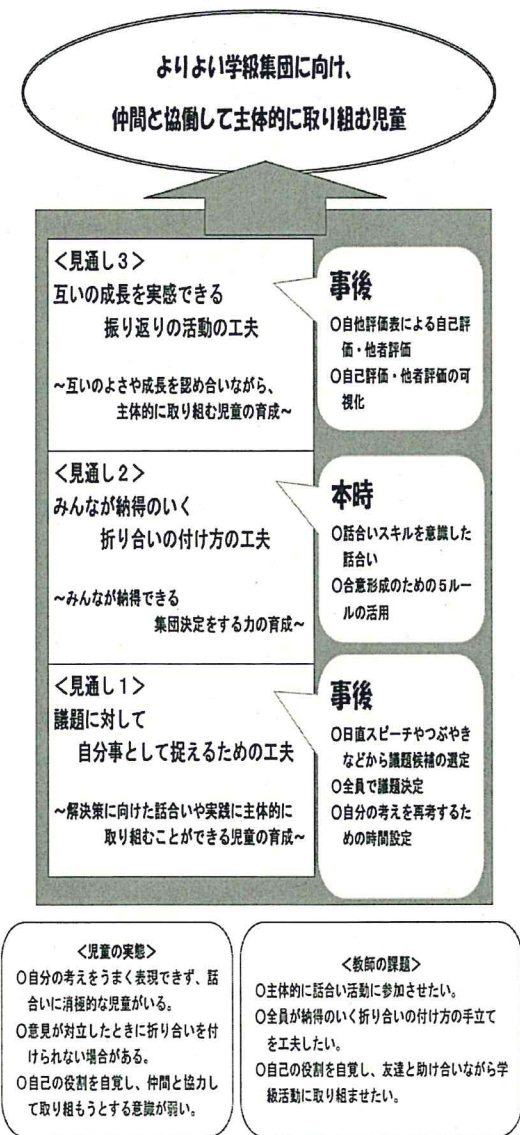 よりよい学級集団に向け、
仲間と協働して主体的に取り組む児童
<見通し3>
互いの成長を実感できる
振り返りの活動の工夫
~互いのよさや成長を認め合いながら、
主体的に取り組む児童の育成~
事後
○自他評価表による自己評
価・他者評価
○自己評価・他者評価の可
視化
<見通し2>
みんなが納得のいく
折り合いの付け方の工夫
~みんなが納得できる
集団決定をする力の育成~
本時
○話合いスキルを意識した
話合い
○合意形成のための5ルー
ルの活用
<見通し1>
議題に対して
自分事として捉えるための工夫
~解決策に向けた話合いや実践に主体的に
取り組むことができる児童の育成~
事後
○日直スピーチやつぶやき
などから議題候補の選定
○全員で議題決定
○自分の考えを再考するた
めの時間設定
<児童の実態>
○自分の考えをうまく表現できず、話
合いに消極的な児童がいる。
○意見が対立したときに折り合いを付
けられない場合がある。
○自己の役割を自覚し、仲間と協力し
て取り組もうとする意識が弱い。
<教師の課題>
○主体的に話合い活動に参加させたい。
○全員が納得のいく折り合いの付け方の手立て
を工夫したい。
○自己の役割を自覚し、友達と助け合いながら学
級活動に取り組ませたい。